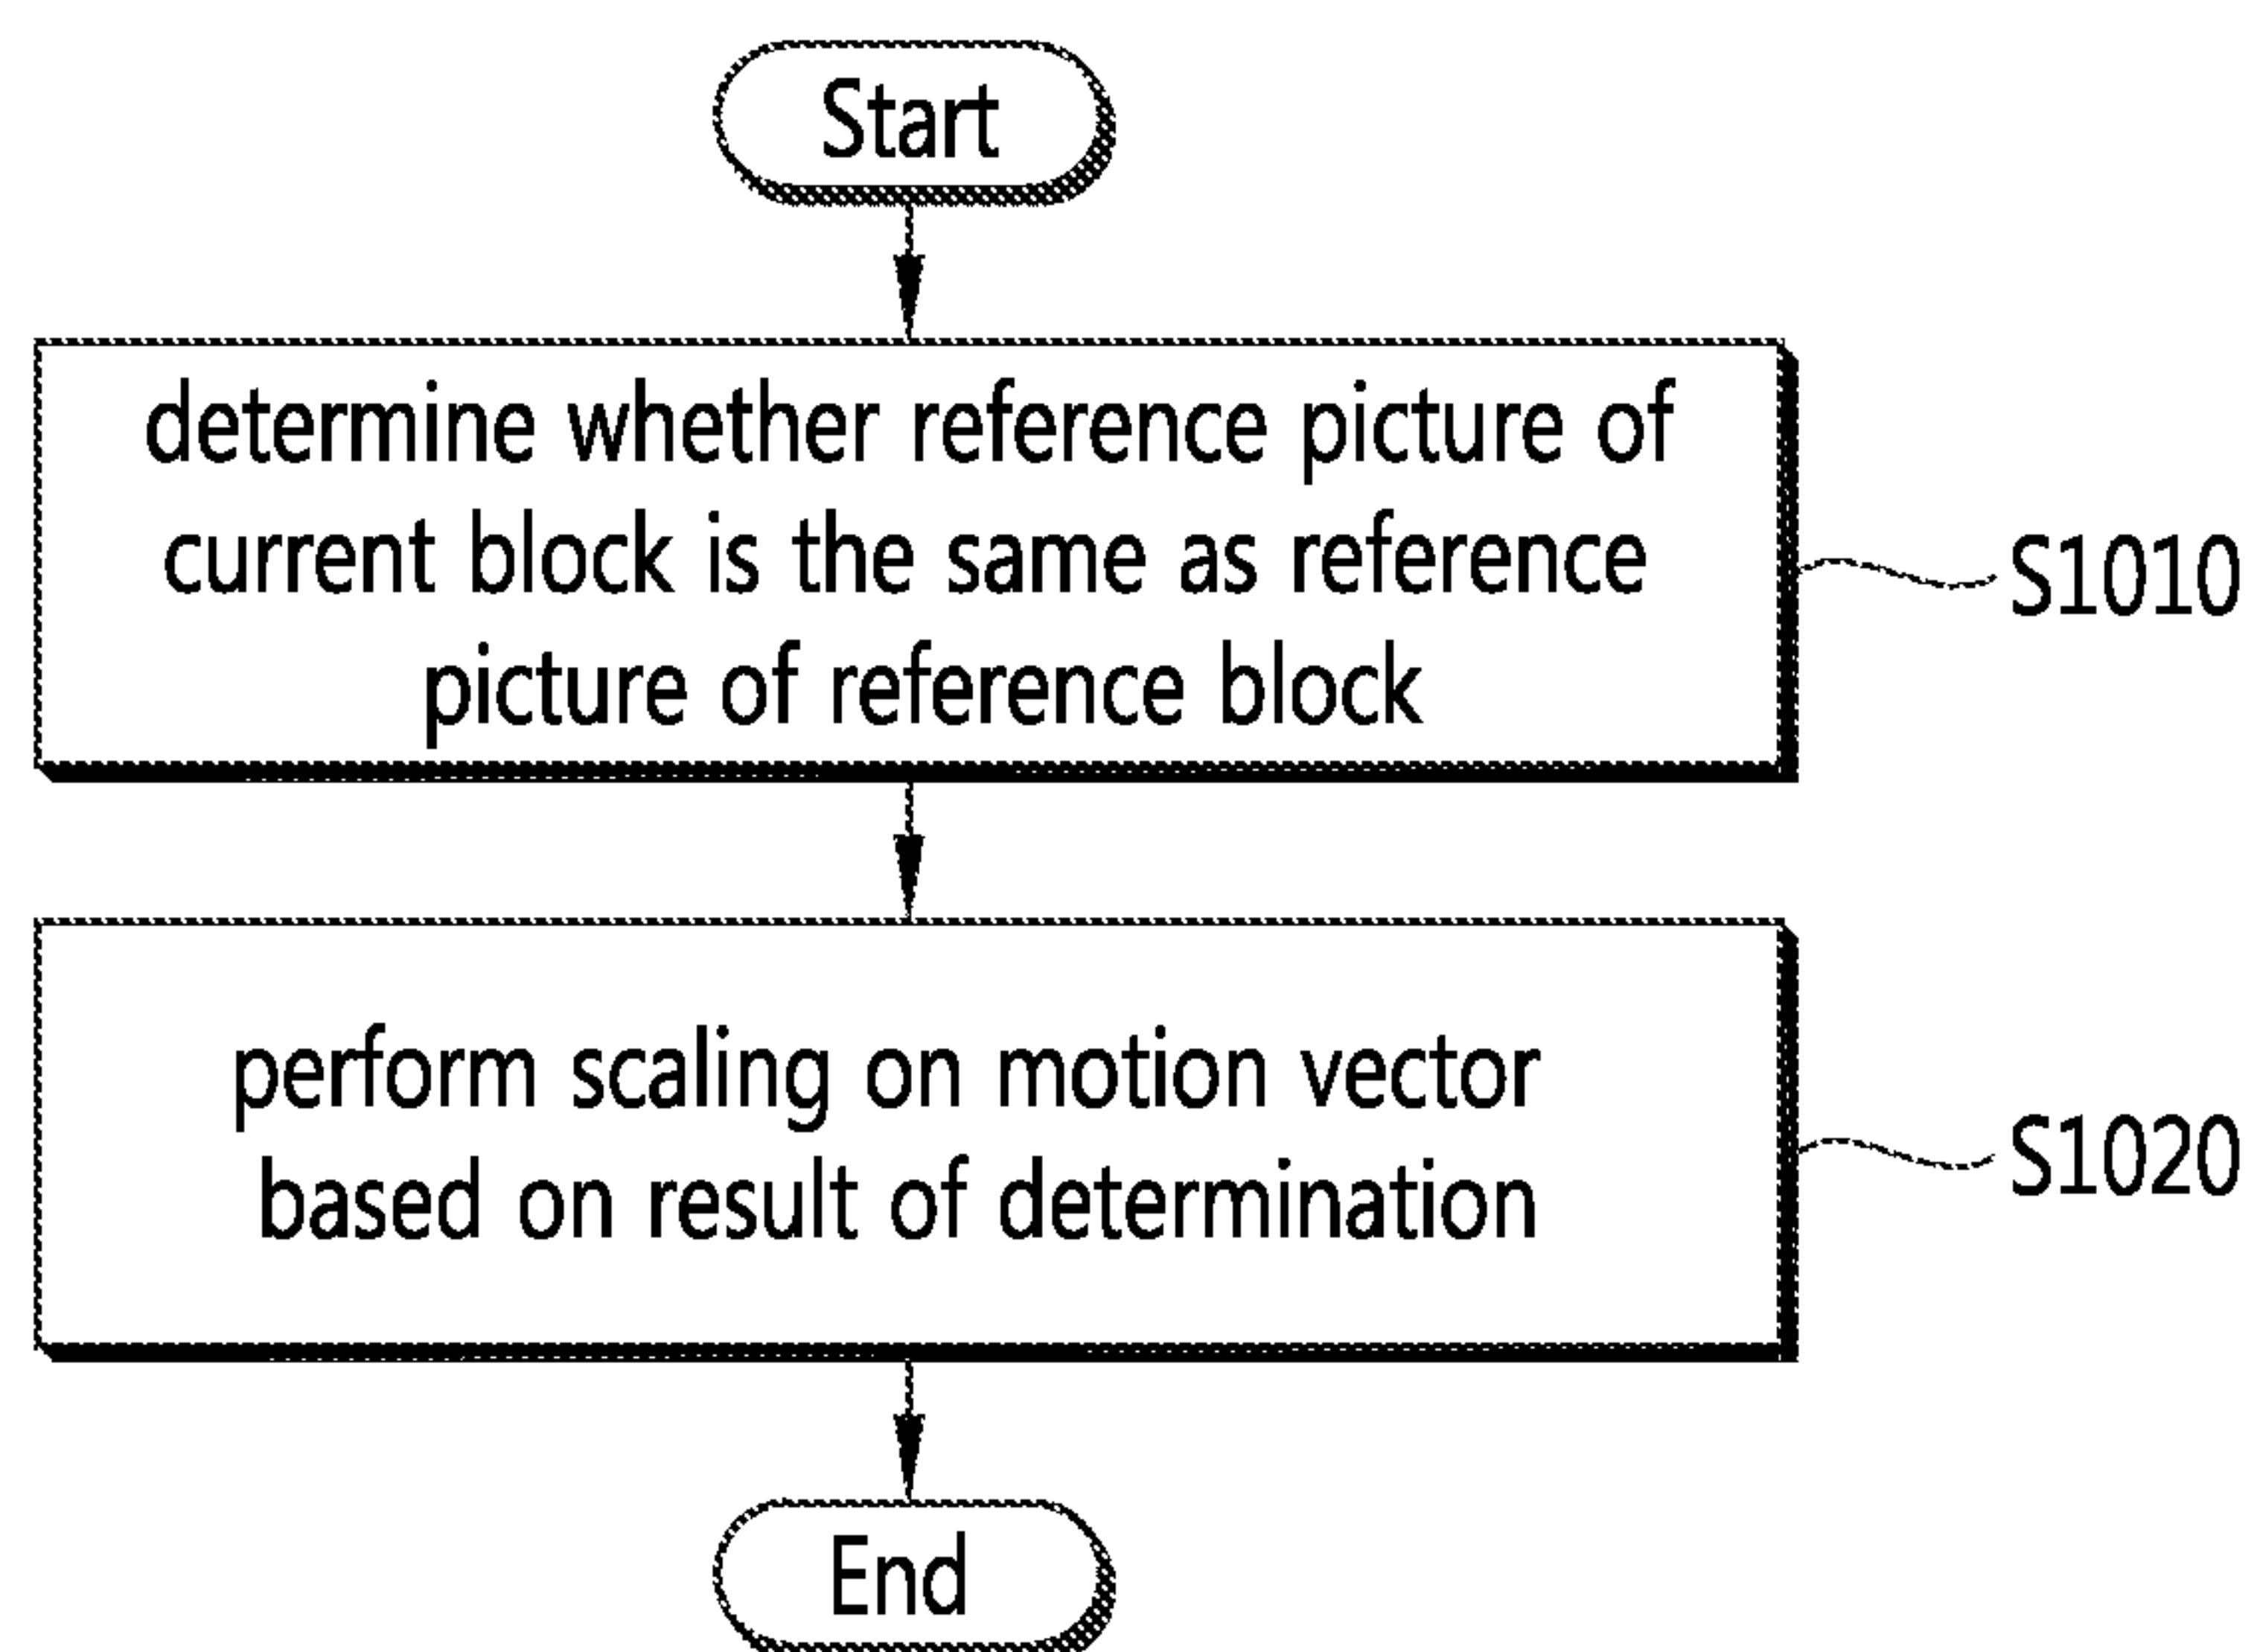 Start
determine whether reference picture of
current block is the same as reference
picture of reference block
S1010
perform scaling on motion vector
based on result of determination
S1020
End